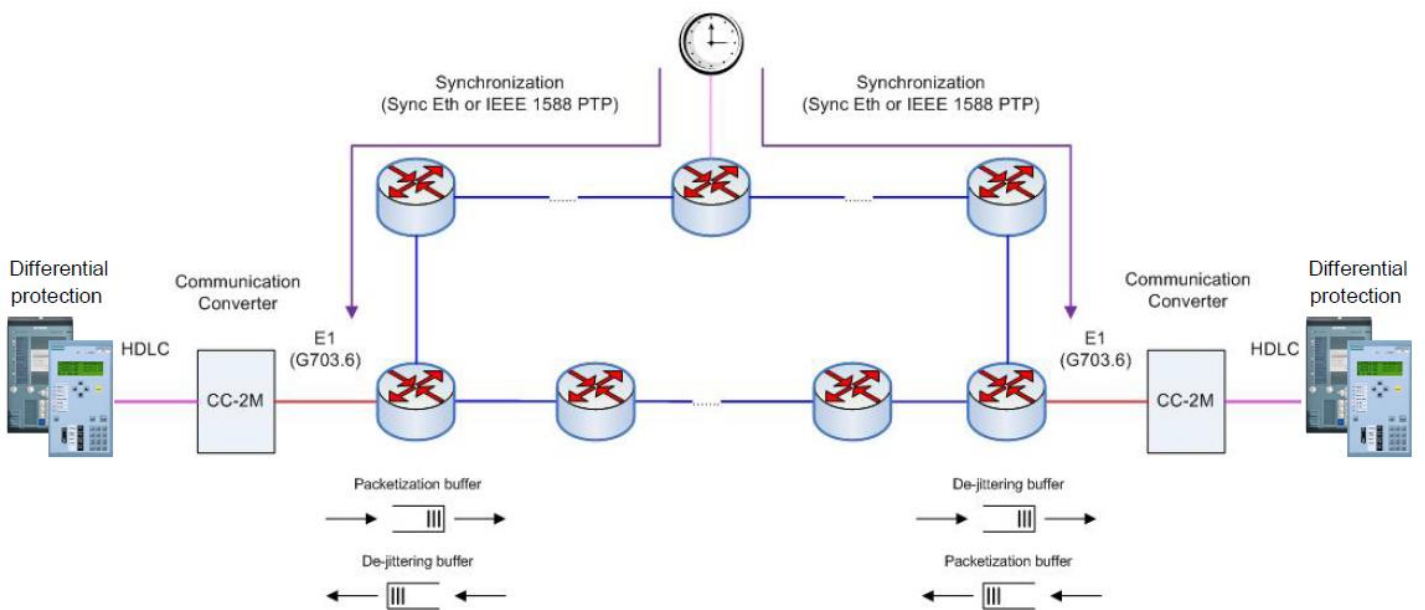 Synchronization
(Sync Eth or IEEE 1588 PTP)
Synchronization
(Sync Eth or IEEE 1588 PTP)
Differential
protection
Communication
Converter
E1
(G703.6)
HDLC
CC-2M
Communication
Converter
E1
(G703.6)
HDLC
CC-2M
Differential
protection
Packetization buffer
De-jittering buffer
De-jittering buffer
Packetization buffer